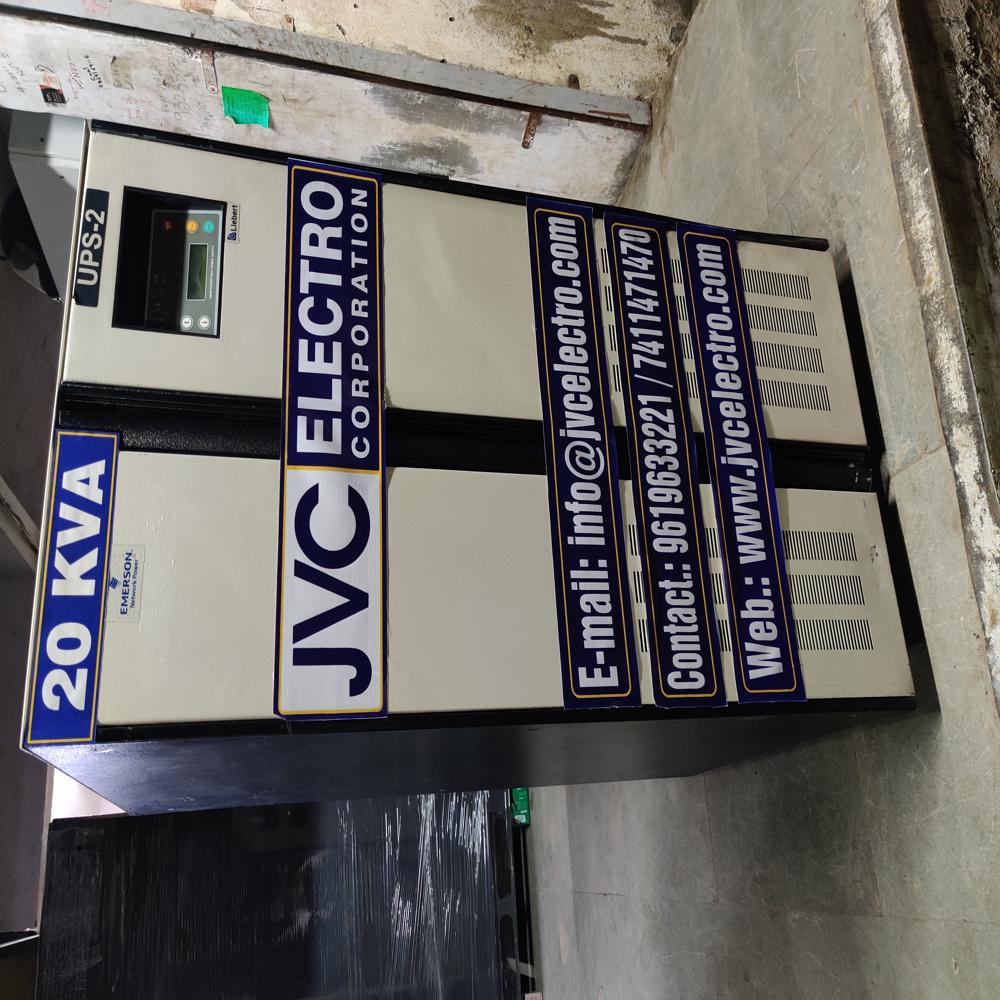 20 KVA
UPS-2
EMERSON
Network Power
Liebert
JVC ELECTRO
CORPORATION
E-mail: info@jvcelectro.com
Contact.: 9619633221 / 7411471470
Web.: www.jvcelectro.com